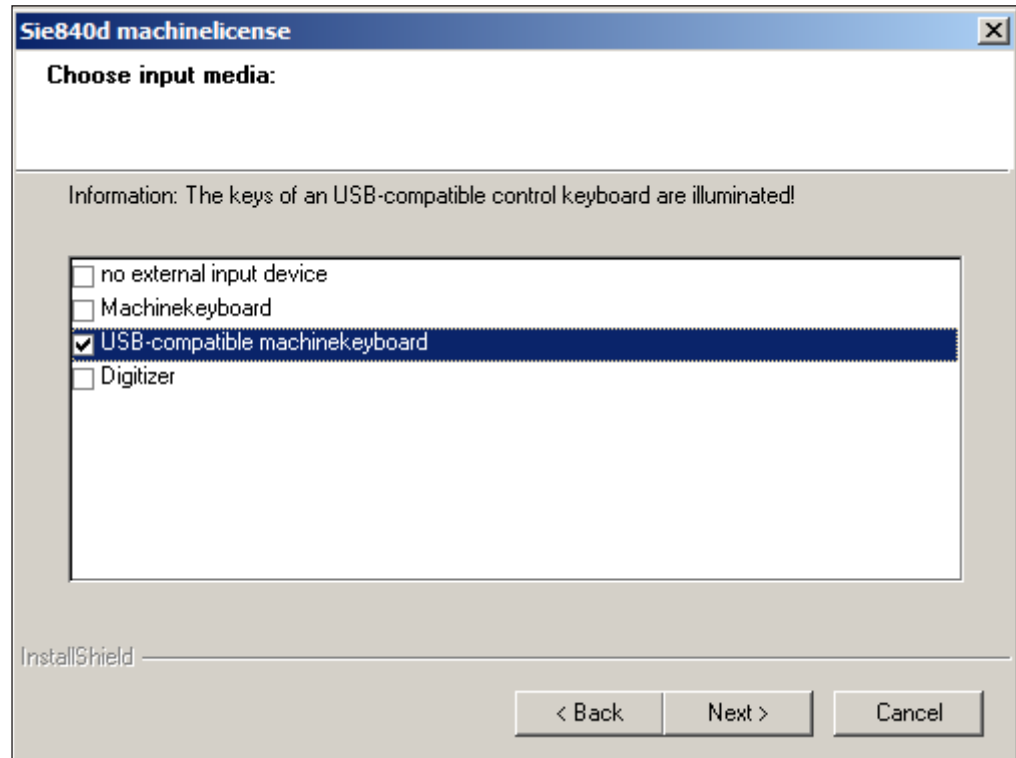 Sie840d machinelicense
Choose input media:
Information: The keys of an USB-compatible control keyboard are illuminated!
no external input device
Machinekeyboard
USB-compatible machinekeyboard
Digitizer
InstallShield
< Back Next > Cancel